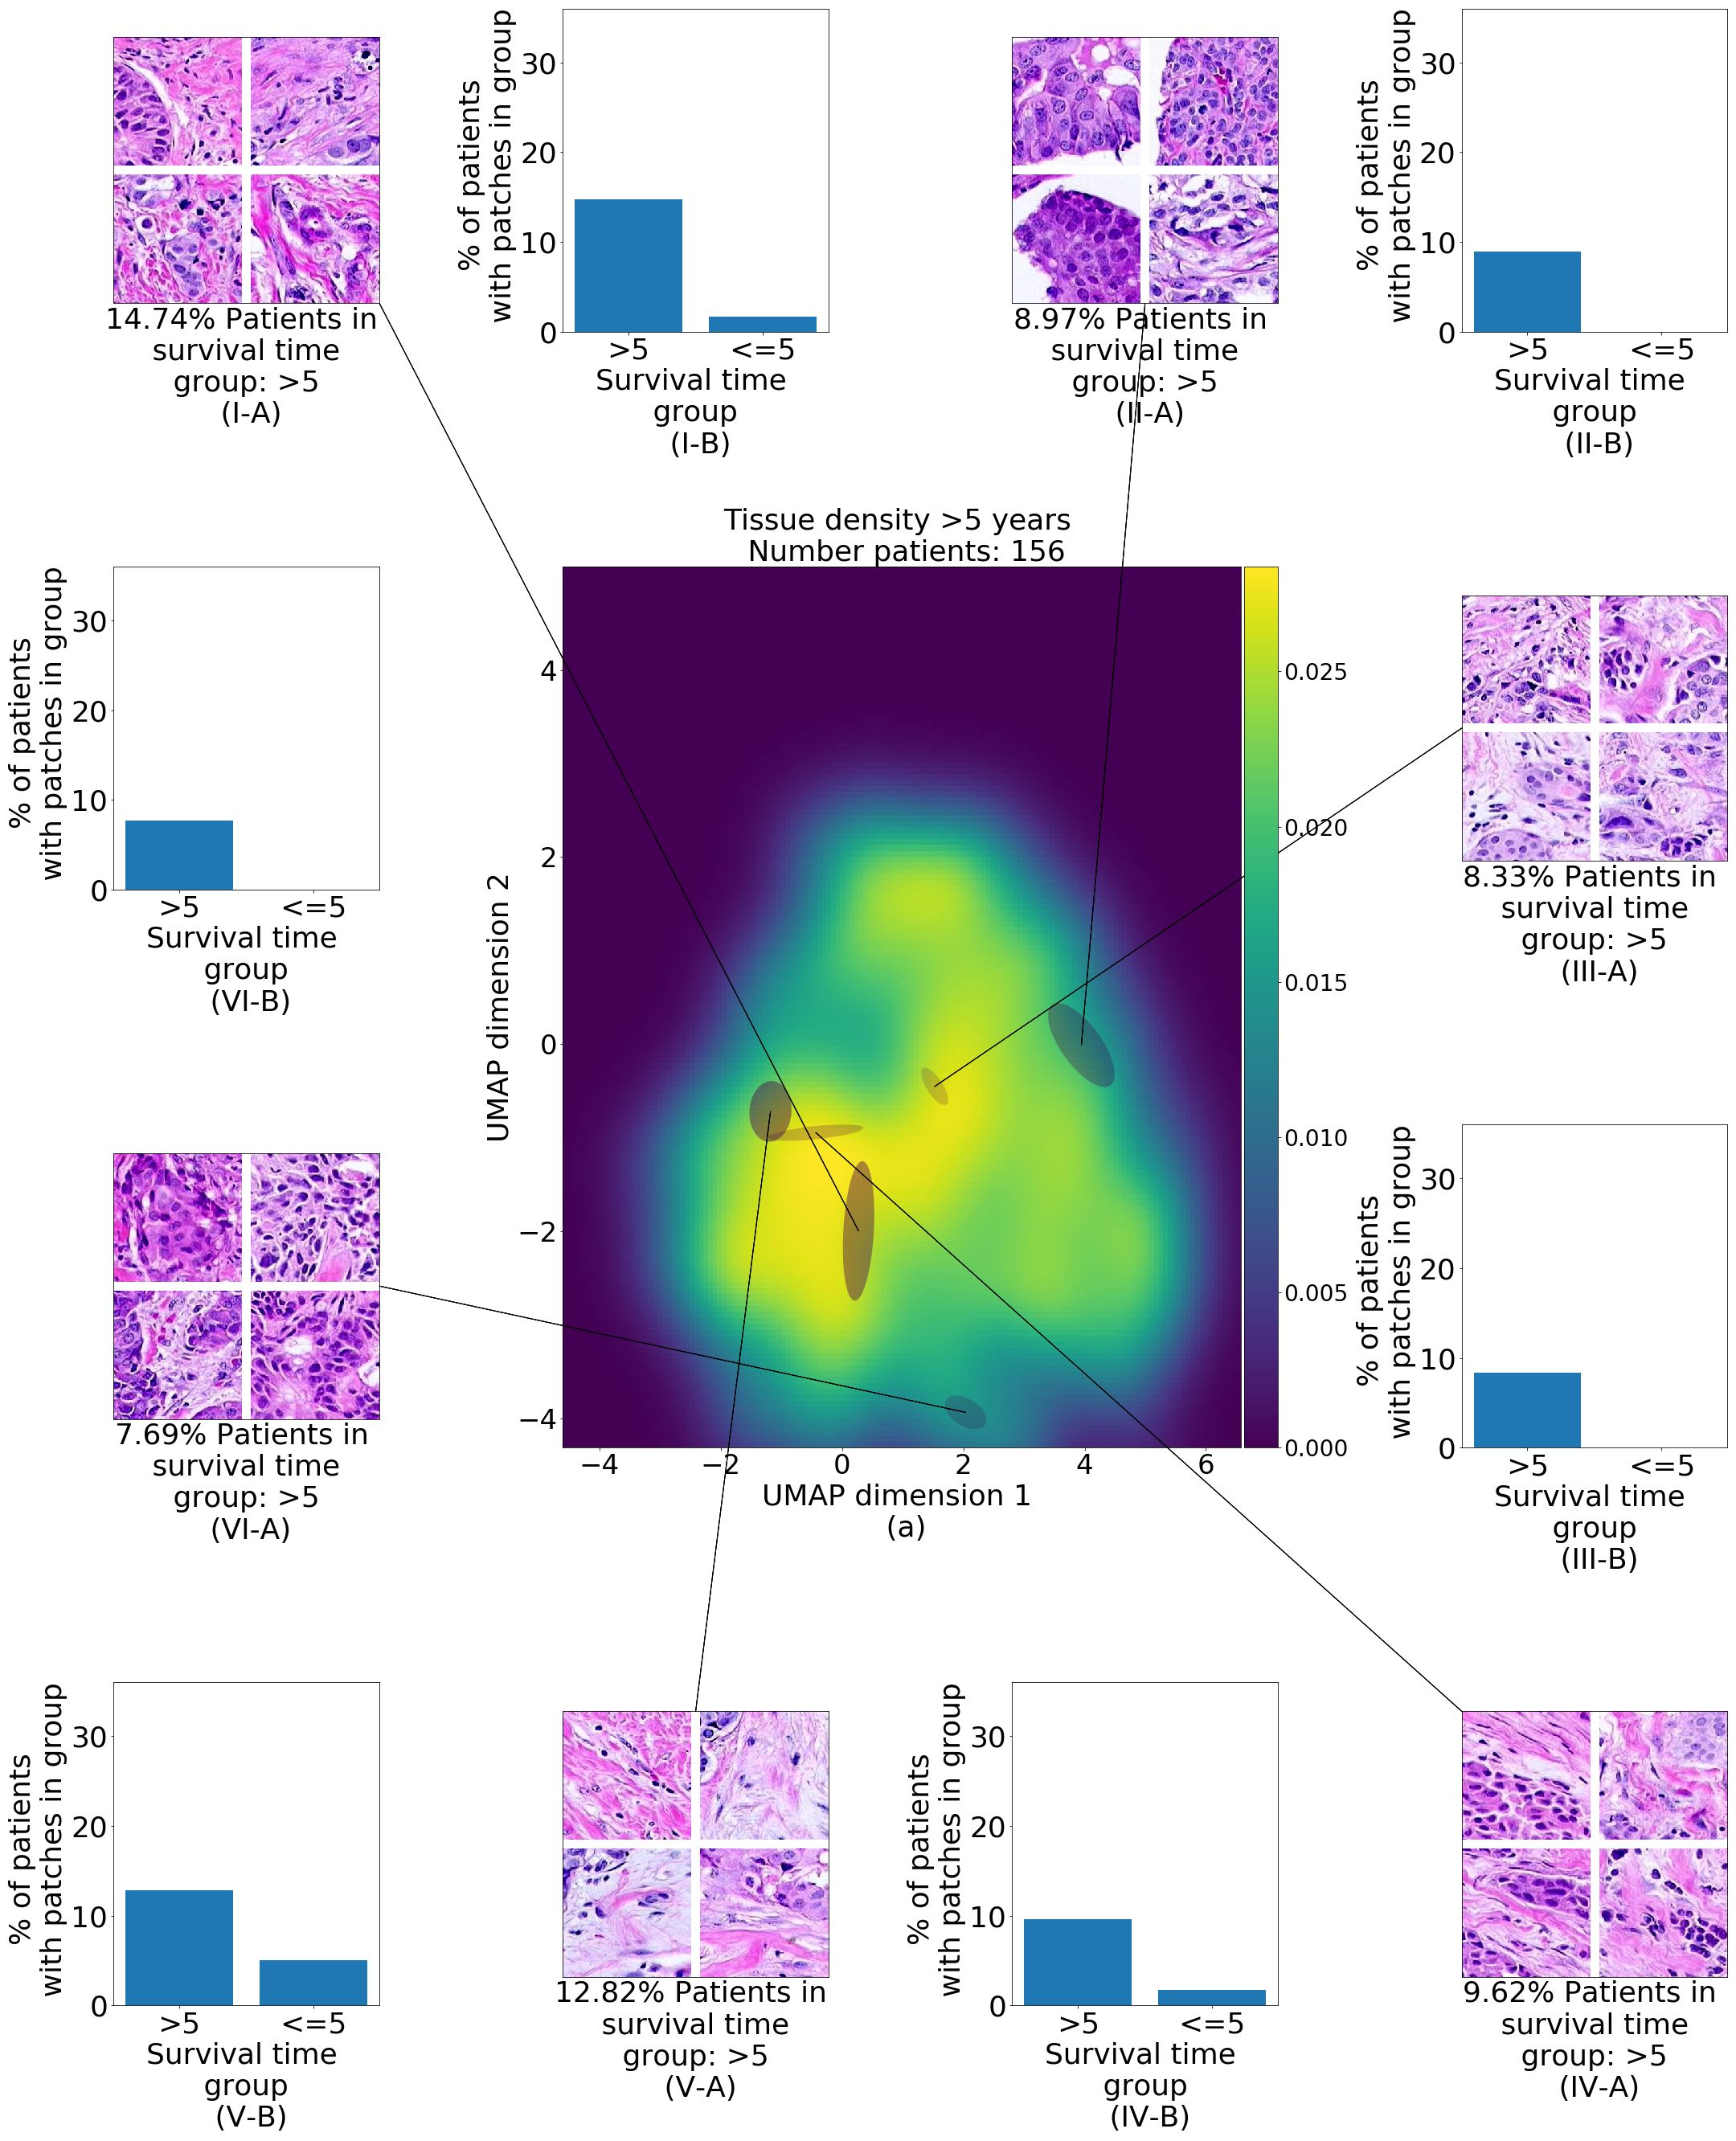 14.74% Patients in
survival time
group: >5
(I-A)
% of patients
with patches in group
30
20
10
0
>5 <=5
Survival time
group
(I-B)
8.97% Patients in
survival time
group: >5
(II-A)
% of patients
with patches in group
30
20
10
0
>5 <=5
Survival time
group
(II-B)
% of patients
with patches in group
30
20
10
0
>5 <=5
Survival time
group
(VI-B)
Tissue density >5 years
Number patients: 156
UMAP dimension 2
4
2
0
−2
−4
−4 −2 0 2 4 6
UMAP dimension 1
(a)
0.025
0.020
0.015
0.010
0.005
0.000
8.33% Patients in
survival time
group: >5
(III-A)
7.69% Patients in
survival time
group: >5
(VI-A)
% of patients
with patches in group
30
20
10
0
>5 <=5
Survival time
group
(III-B)
% of patients
with patches in group
30
20
10
0
>5 <=5
Survival time
group
(V-B)
12.82% Patients in
survival time
group: >5
(V-A)
% of patients
with patches in group
30
20
10
0
>5 <=5
Survival time
group
(IV-B)
9.62% Patients in
survival time
group: >5
(IV-A)